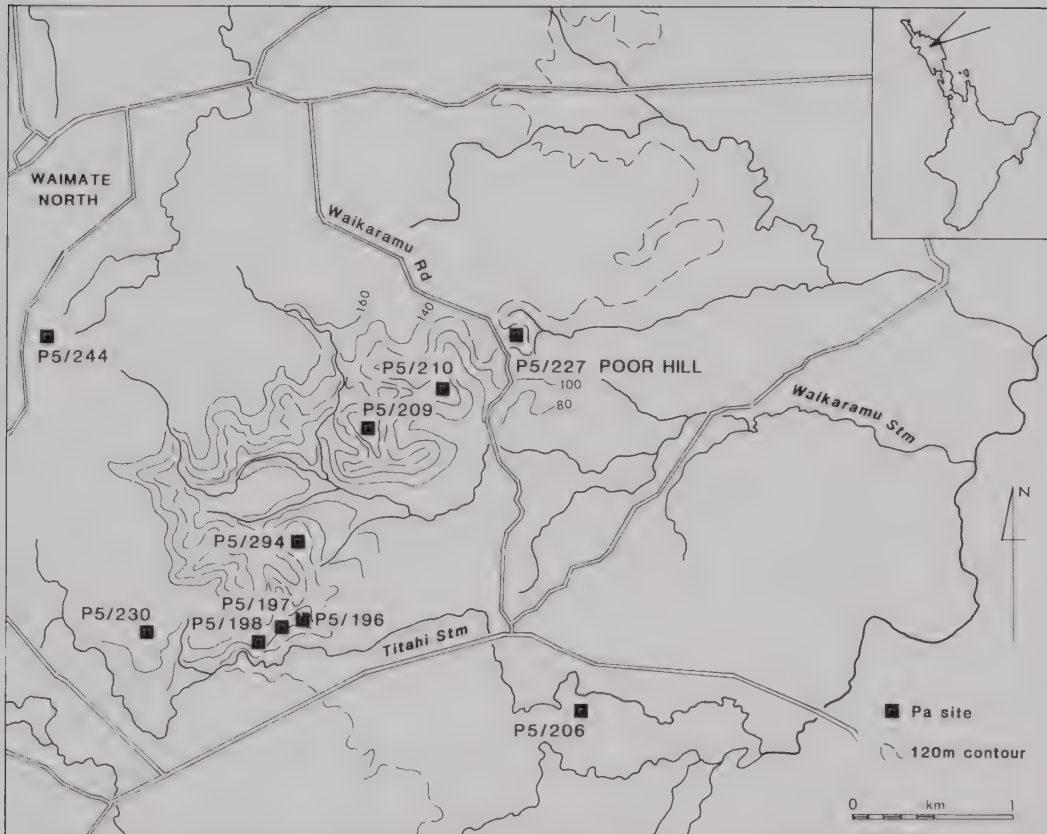 WAIMATE
NORTH
Waikaramu Rd
160
140
P5/244
P5/210
P5/227 POOR HILL
100
80
P5/209
Waikaramu Stm
N
P5/294
P5/197
P5/196
P5/230
P5/198
Titahi Stm
P5/206
Pa site
120m contour
0 km 1